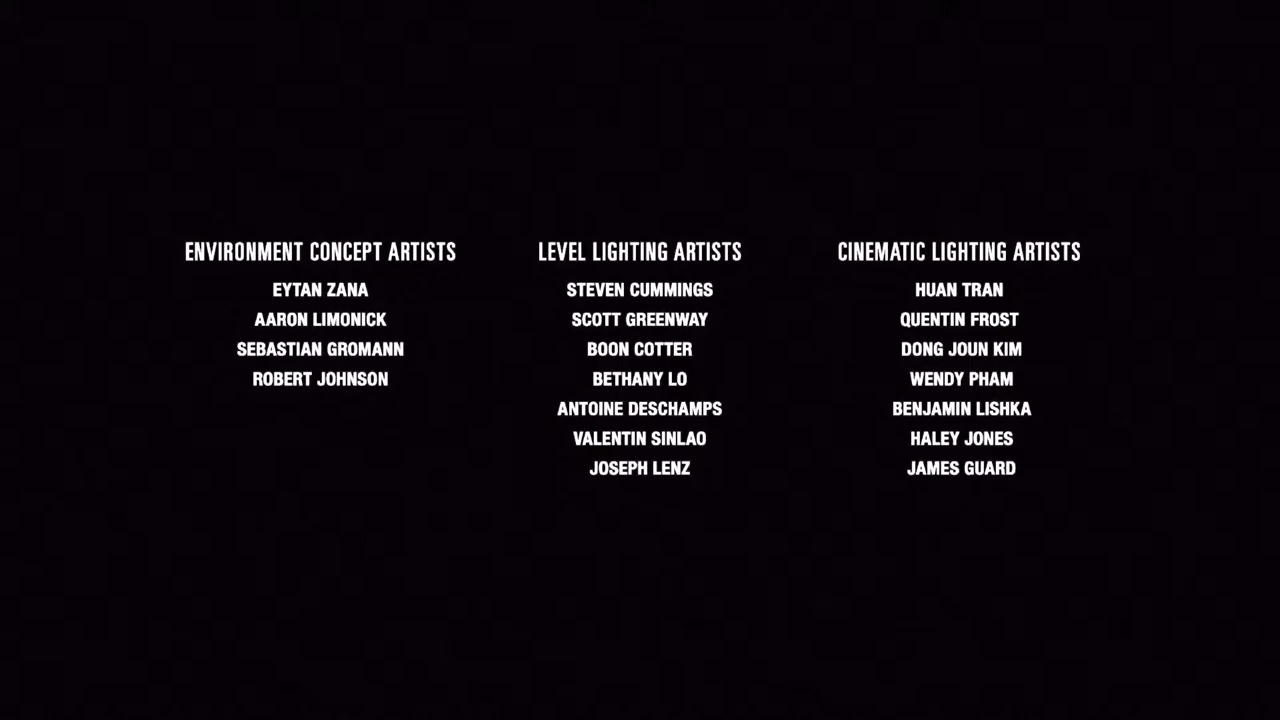 ENVIRONMENT CONCEPT ARTISTS
EYTAN ZANA
AARON LIMONICK
SEBASTIAN GROMANN
ROBERT JOHNSON
LEVEL LIGHTING ARTISTS
STEVEN CUMMINGS
SCOTT GREENWAY
BOON COTTER
BETHANY LO
ANTOINE DESCHAMPS
VALENTIN SINLAO
JOSEPH LENZ
CINEMATIC LIGHTING ARTISTS
HUAN TRAN
QUENTIN FROST
DONG JOUN KIM
WENDY PHAM
BENJAMIN LISHKA
HALEY JONES
JAMES GUARD